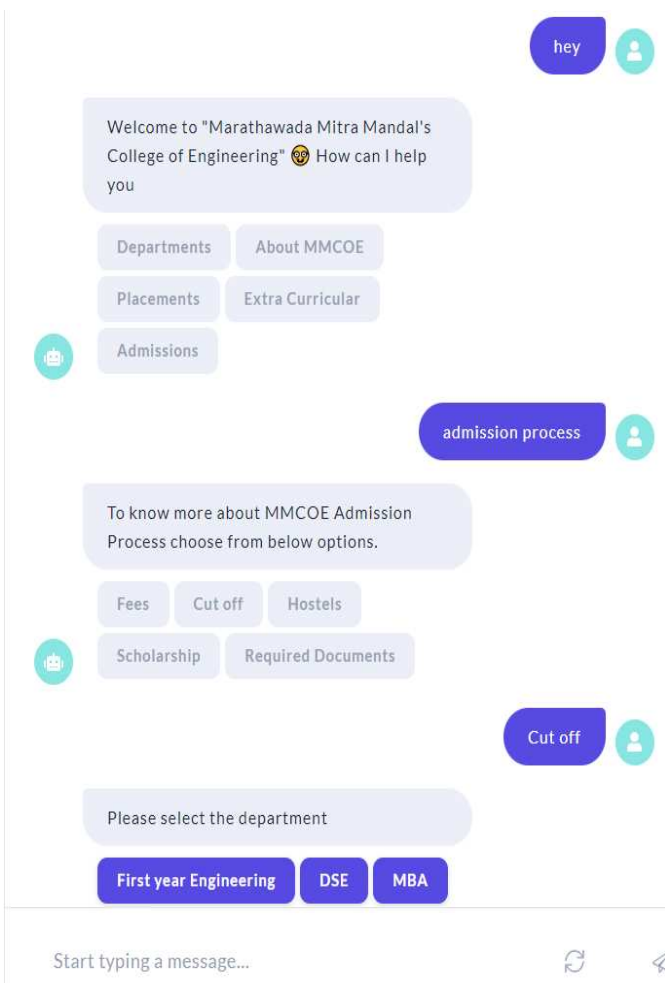 hey
Welcome to "Marathawada Mitra Mandal's
College of Engineering" 🤓 How can I help
you
Departments About MMCOE
Placements Extra Curricular
Admissions
admission process
To know more about MMCOE Admission
Process choose from below options.
Fees Cut off Hostels
Scholarship Required Documents
Cut off
Please select the department
First year Engineering DSE MBA
Start typing a message...